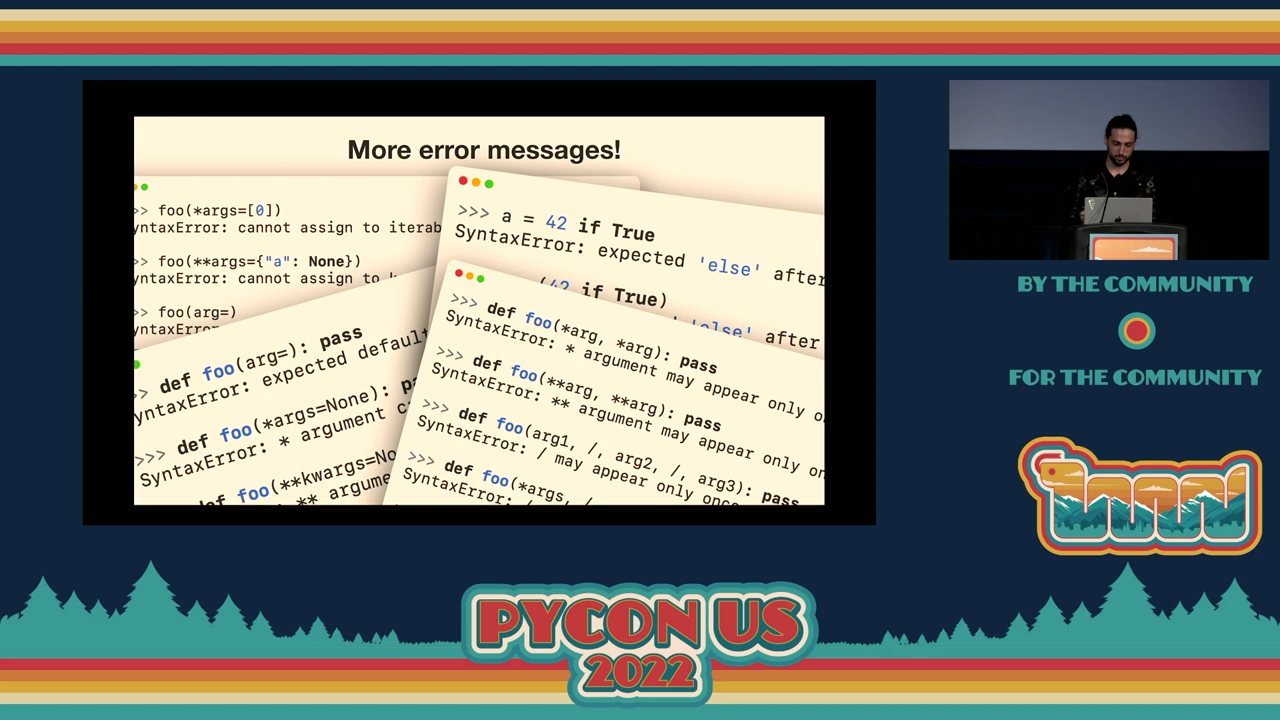 More error messages!
>> foo(*args=[0])
yntaxError: cannot assign to iterab
>> foo(**args={"a": None})
yntaxError: cannot assign to k
>> foo(arg=)
yntaxError
>>> a = 42 if True
SyntaxError: expected 'else' after
(42 if True)
'else' after
>> def foo(arg=): pass
yntaxError: expected default
>>> def foo(*args=None): pa
SyntaxError: * argument c
def foo(**kwargs=No
: ** argume
>>> def foo(*arg, *arg): pass
SyntaxError: * argument may appear only o
>>> def foo(**arg, **arg): pass
SyntaxError: ** argument may appear only on
>>> def foo(arg1, /, arg2, /, arg3): pass
SyntaxError: / may appear only once
>>> def foo(*args, /
SyntaxError:
BY THE COMMUNITY
FOR THE COMMUNITY
PYCON US
2022